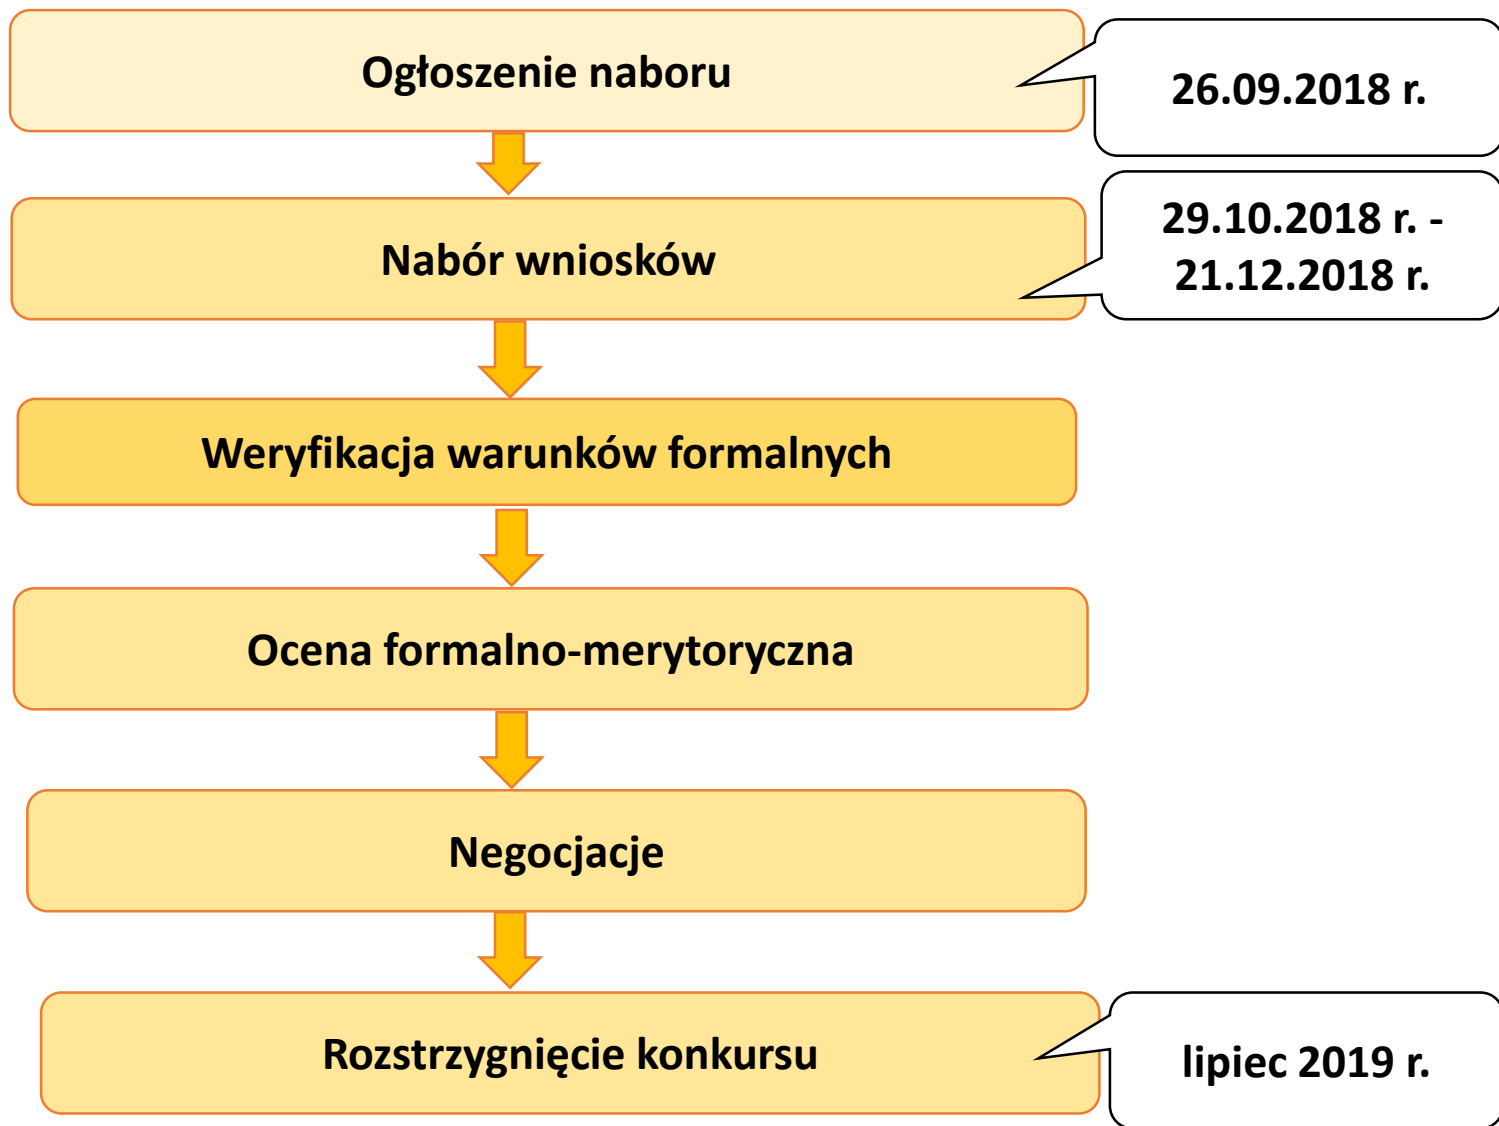 Ogłoszenie naboru
26.09.2018 r.
Nabór wniosków
29.10.2018 r. -
21.12.2018 r.
Weryfikacja warunków formalnych
Ocena formalno-merytoryczna
Negocjacje
Rozstrzygnięcie konkursu
lipiec 2019 r.